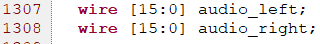 1307 wire [15:0] audio_left;
1308 wire [15:0] audio_right;